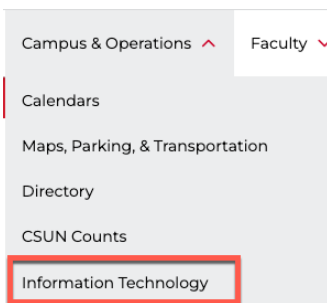 Campus & Operations Faculty
Calendars
Maps, Parking, & Transportation
Directory
CSUN Counts
Information Technology